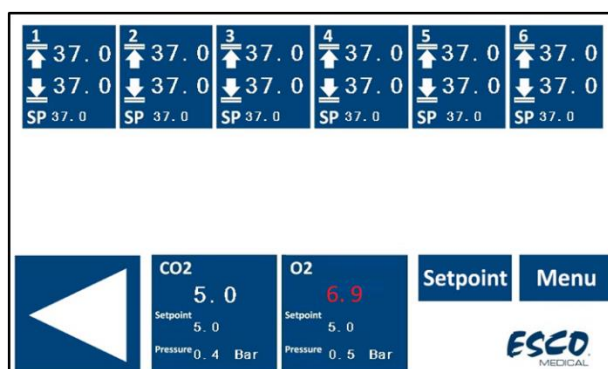 1 2 3 4 5 6
37.0 37.0 37.0 37.0 37.0 37.0
37.0 37.0 37.0 37.0 37.0 37.0
SP 37.0 SP 37.0 SP 37.0 SP 37.0 SP 37.0 SP 37.0
CO2
5.0
Setpoint
5.0
Pressure 0.4 Bar
O2
6.9
Setpoint
5.0
Pressure 0.5 Bar
Setpoint
Menu
ESCO
MEDICAL